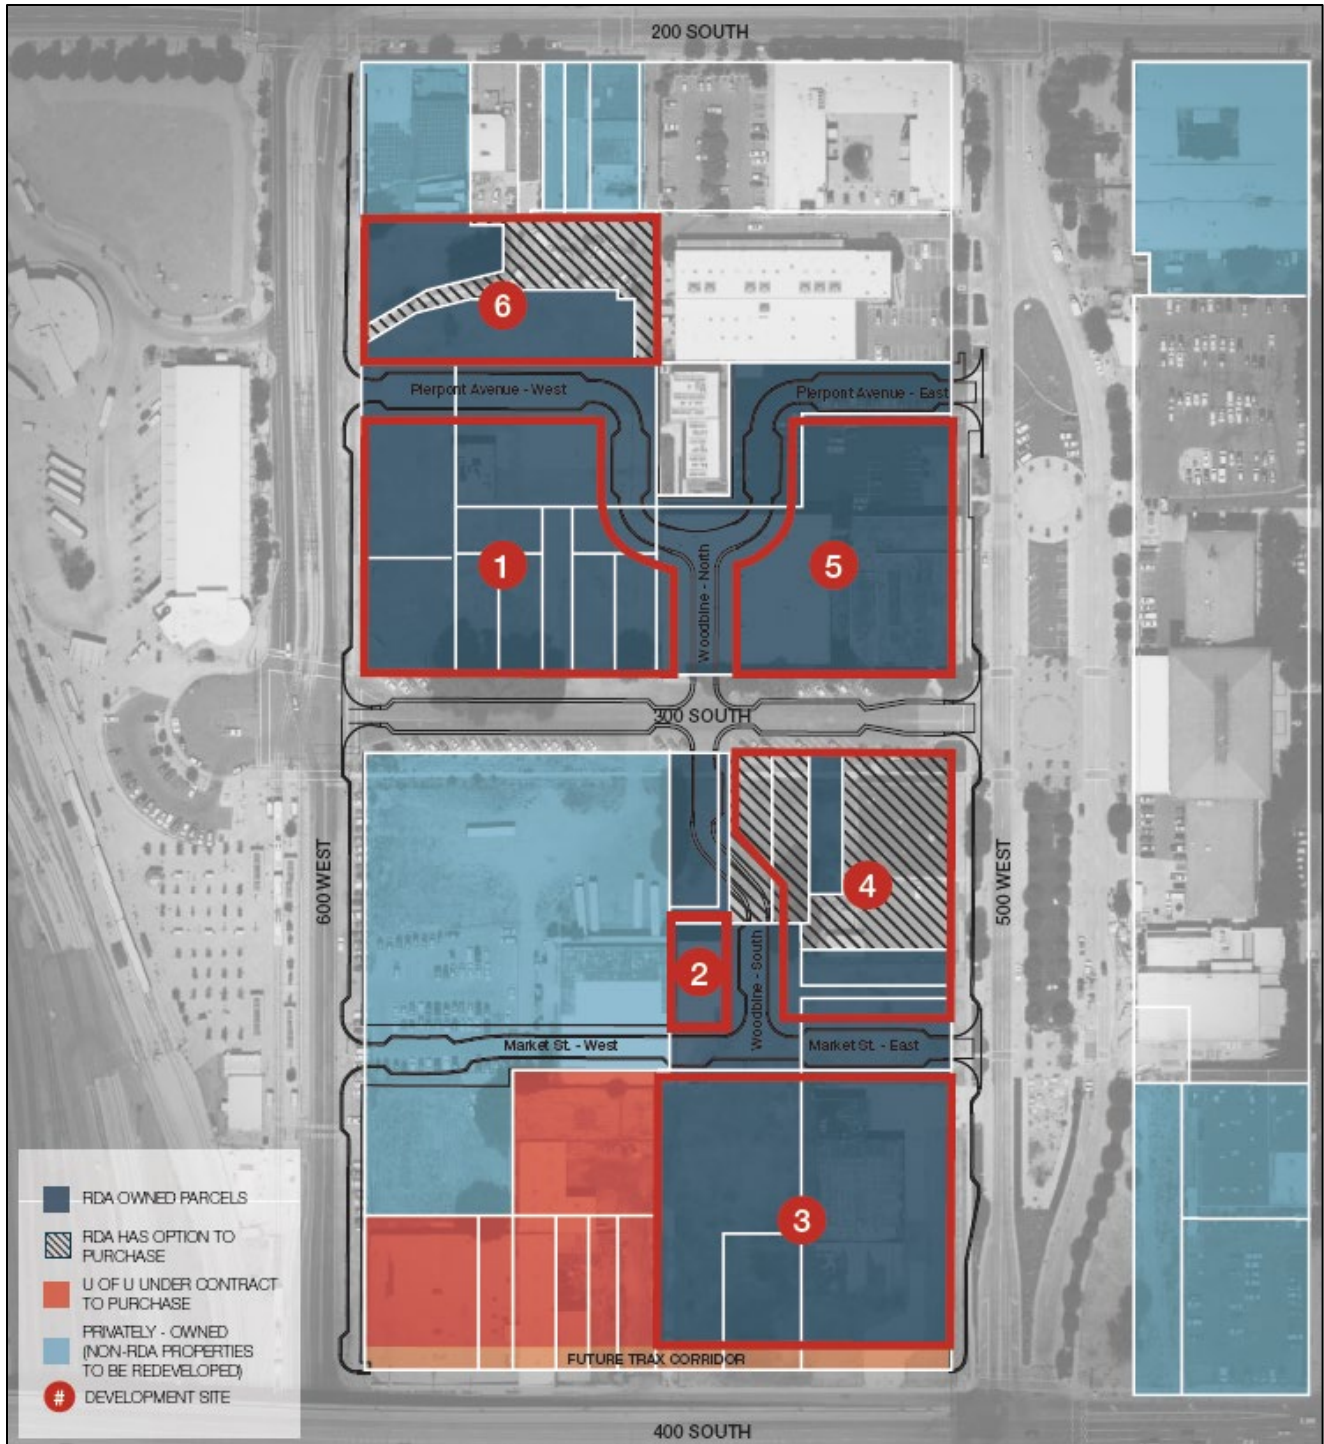 200 SOUTH
6
Pierpont Avenue - West
Pierpont Avenue - East
1
5
Woodbine - North
300 SOUTH
600 WEST
500 WEST
4
2
Woodbine - South
Market St. - West
Market St. - East
3
RDA OWNED PARCELS
RDA HAS OPTION TO
PURCHASE
U OF U UNDER CONTRACT
TO PURCHASE
PRIVATELY - OWNED
(NON-RDA PROPERTIES
TO BE REDEVELOPED)
# DEVELOPMENT SITE
FUTURE TRAX CORRIDOR
400 SOUTH